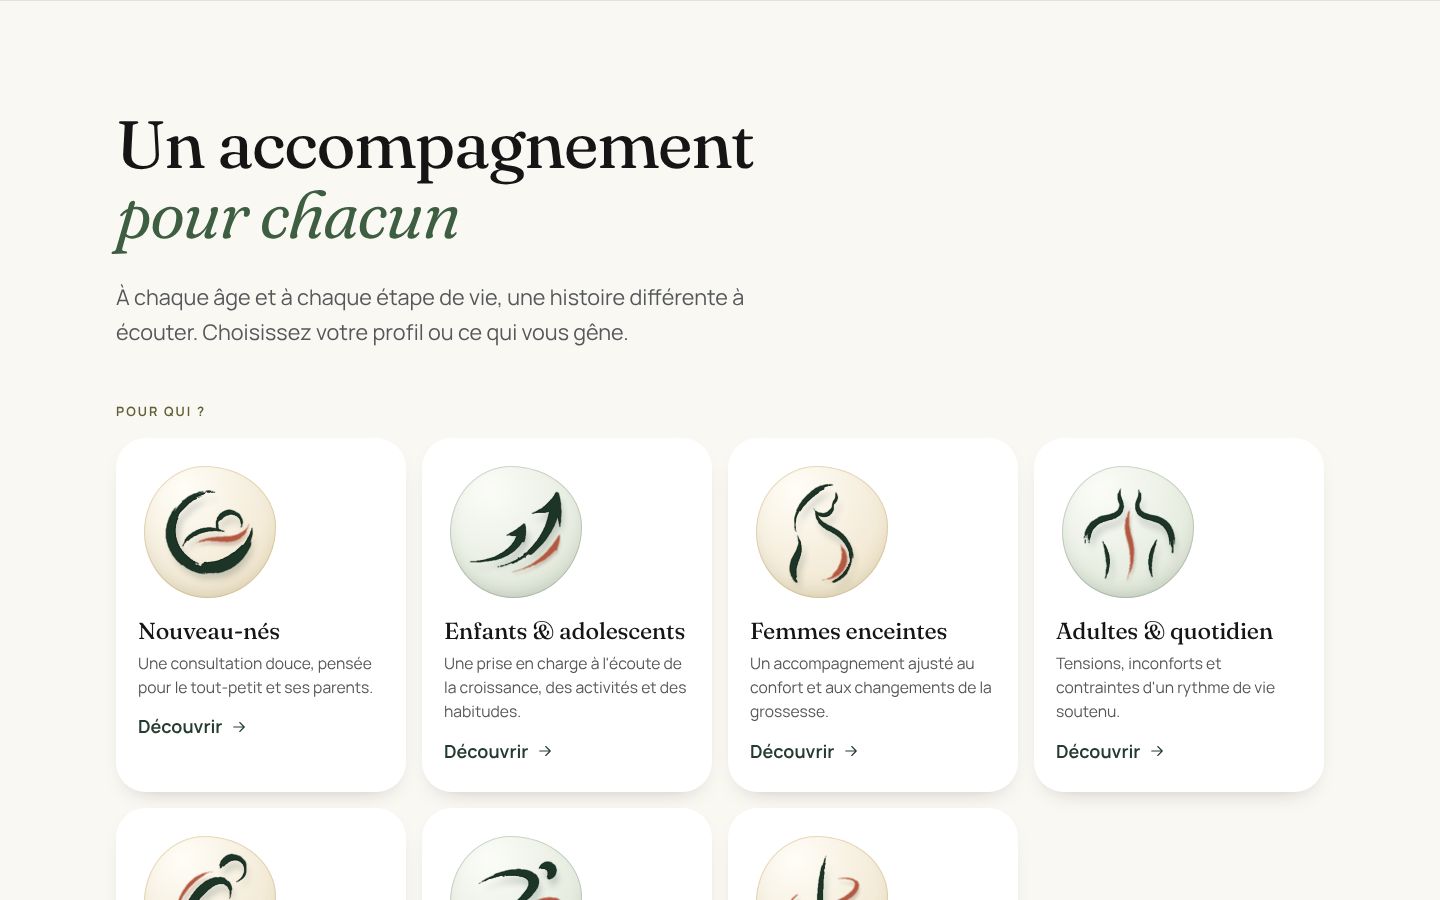 Un accompagnement
pour chacun
À chaque âge et à chaque étape de vie, une histoire différente à
écouter. Choisissez votre profil ou ce qui vous gêne.
POUR QUI ?
Nouveau-nés
Une consultation douce, pensée
pour le tout-petit et ses parents.
Découvrir →
Enfants & adolescents
Une prise en charge à l'écoute de
la croissance, des activités et des
habitudes.
Découvrir →
Femmes enceintes
Un accompagnement ajusté au
confort et aux changements de la
grossesse.
Découvrir →
Adultes & quotidien
Tensions, inconforts et
contraintes d'un rythme de vie
soutenu.
Découvrir →